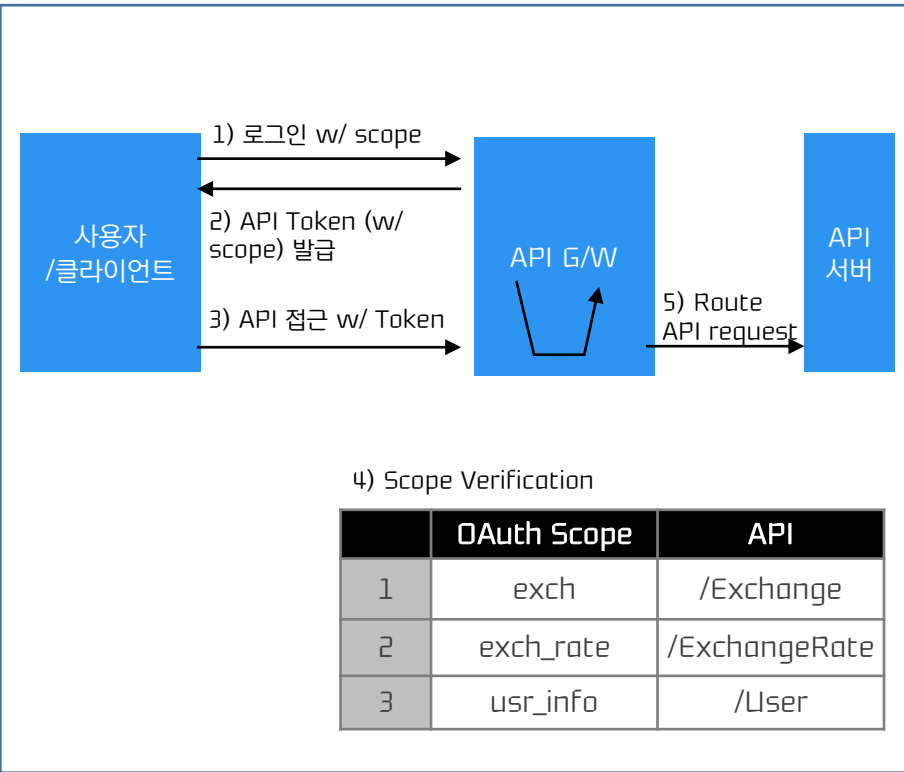 1) 로그인 w/ scope
사용자
/클라이언트
2) API Token (w/
scope) 발급
3) API 접근 w/ Token
API G/W
5) Route
API request
API
서버
4) Scope Verification
OAuth Scope API
1 exch /Exchange
2 exch_rate /ExchangeRate
3 usr_info /User